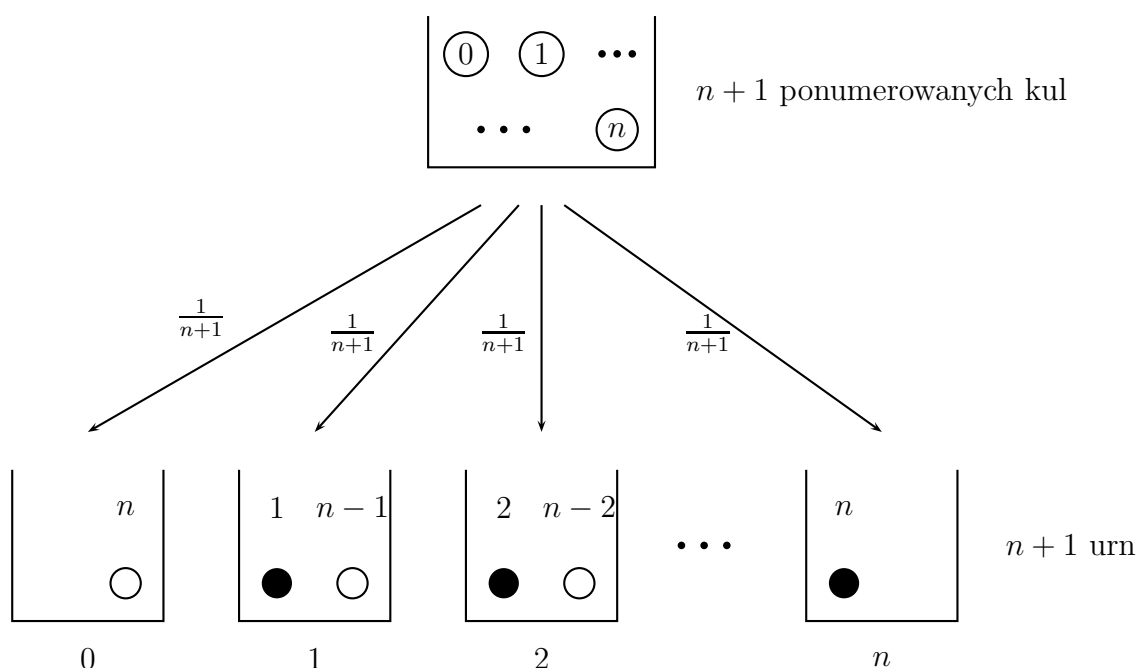 0 1 •••
n + 1 ponumerowanych kul
••• n
1/(n+1) 1/(n+1) 1/(n+1) 1/(n+1)
n 1 n − 1 2 n − 2 n
••• n + 1 urn
0 1 2 n